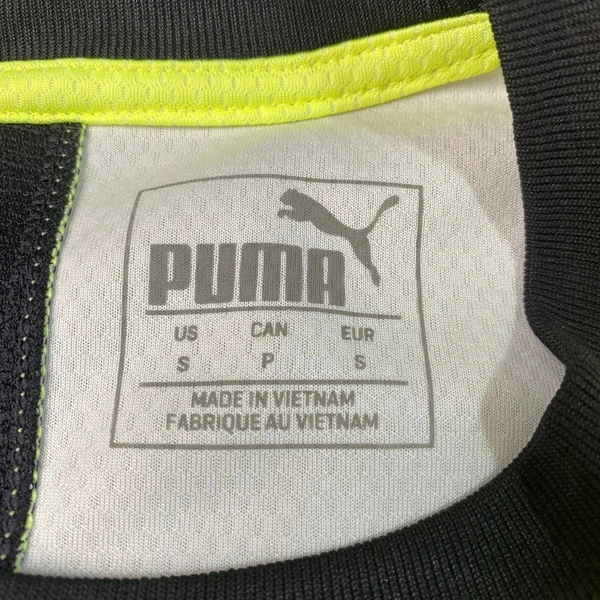 PUMA
US CAN EUR
S P S
MADE IN VIETNAM
FABRIQUE AU VIETNAM